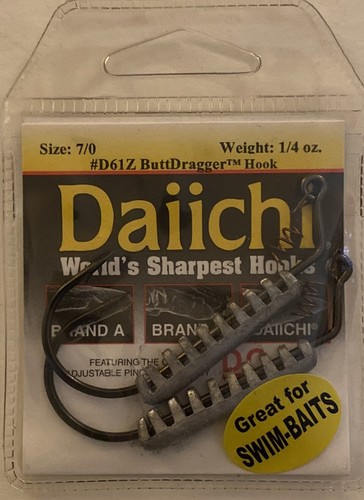 Size: 7/0 Weight: 1/4 oz.
#D61Z ButtDragger™ Hook
Daiichi
World's Sharpest Hooks
BRAND A BRAND DAIICHI®
FEATURING THE
ADJUSTABLE PIN
Great for
SWIM-BAITS